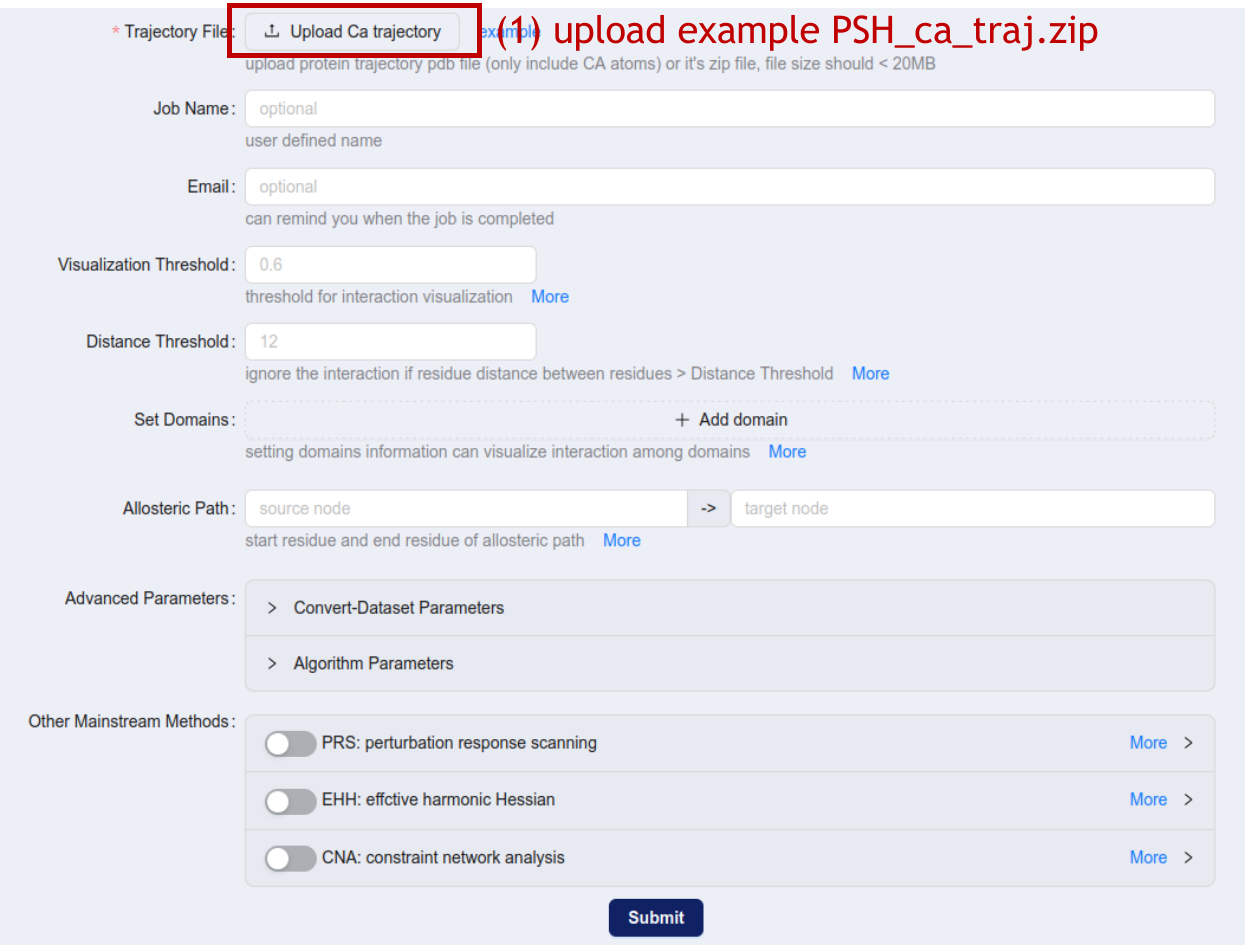 * Trajectory File: Upload Ca trajectory example (1) upload example PSH_ca_traj.zip
upload protein trajectory pdb file (only include CA atoms) or it's zip file, file size should < 20MB
Job Name: optional
user defined name
Email: optional
can remind you when the job is completed
Visualization Threshold: 0.6
threshold for interaction visualization More
Distance Threshold: 12
ignore the interaction if residue distance between residues > Distance Threshold More
Set Domains: + Add domain
setting domains information can visualize interaction among domains More
Allosteric Path: source node -> target node
start residue and end residue of allosteric path More
Advanced Parameters: > Convert-Dataset Parameters
> Algorithm Parameters
Other Mainstream Methods:
PRS: perturbation response scanning More >
EHH: effctive harmonic Hessian More >
CNA: constraint network analysis More >
Submit